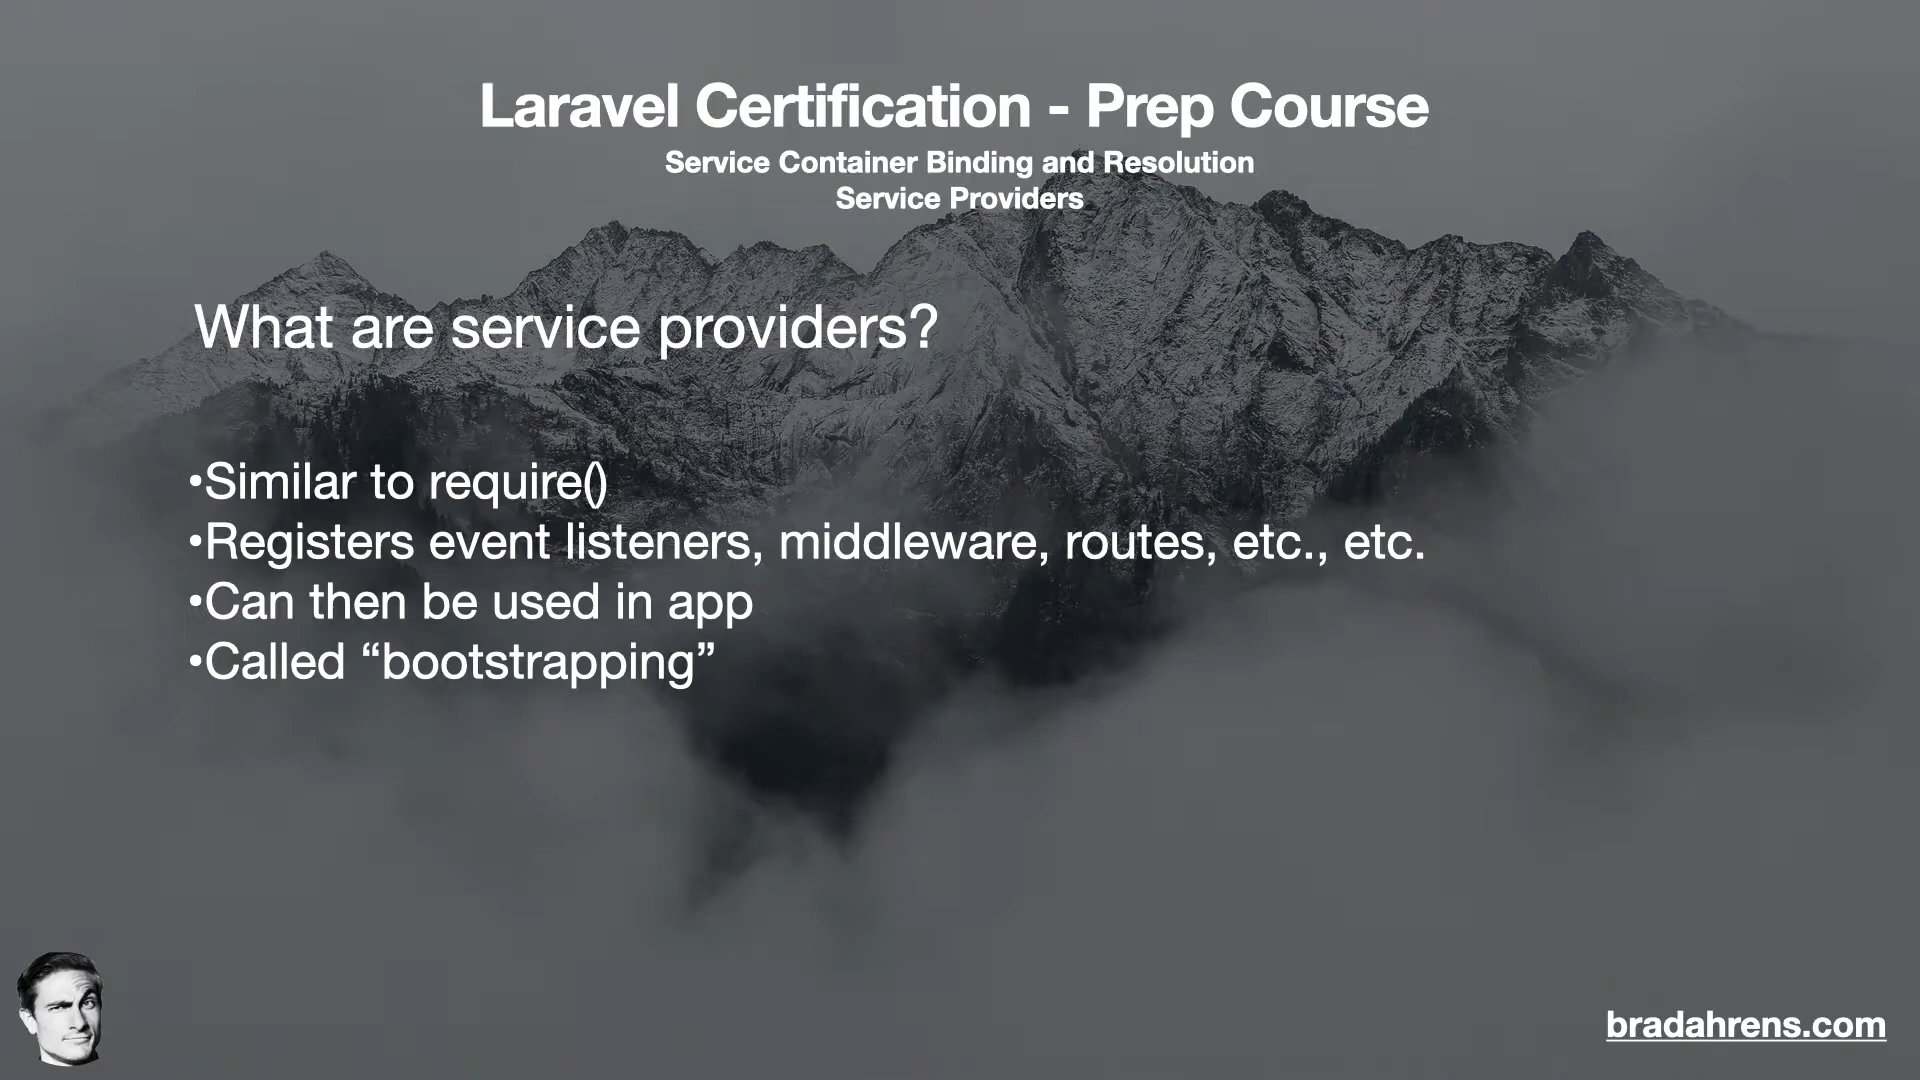 Laravel Certification - Prep Course
Service Container Binding and Resolution
Service Providers
What are service providers?
•Similar to require()
•Registers event listeners, middleware, routes, etc., etc.
•Can then be used in app
•Called “bootstrapping”
bradahrens.com